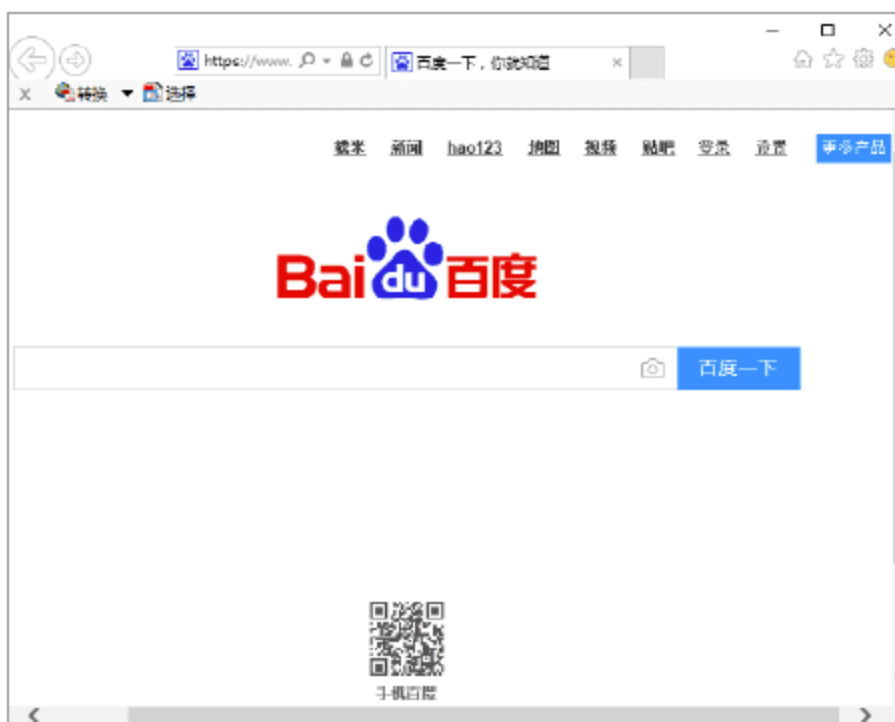 https://www. 百度一下，你就知道 ×
x 转换 选择
糯米 新闻 hao123 地图 视频 贴吧 登录 设置 更多产品
Bai du 百度
百度一下
手机百度